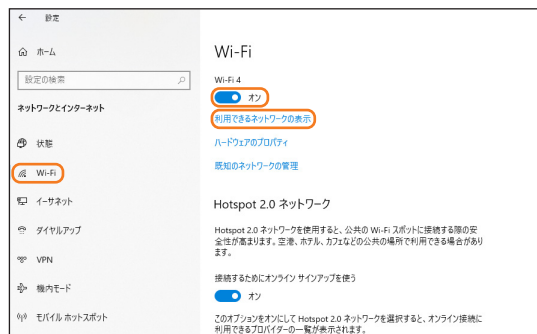 設定
ホーム
設定の検索
ネットワークとインターネット
状態
Wi-Fi
イーサネット
ダイヤルアップ
VPN
機内モード
モバイル ホットスポット
Wi-Fi
Wi-Fi 4
オン
利用できるネットワークの表示
ハードウェアのプロパティ
既知のネットワークの管理
Hotspot 2.0 ネットワーク
Hotspot 2.0 ネットワークを使用すると、公共の Wi-Fi スポットに接続する際の安
全性が高まります。空港、ホテル、カフェなどの公共の場所で利用できる場合があり
ます。
接続するためにオンライン サインアップを使う
オン
このオプションをオンにして Hotspot 2.0 ネットワークを選択すると、オンライン接続に
利用できるプロバイダーの一覧が表示されます。